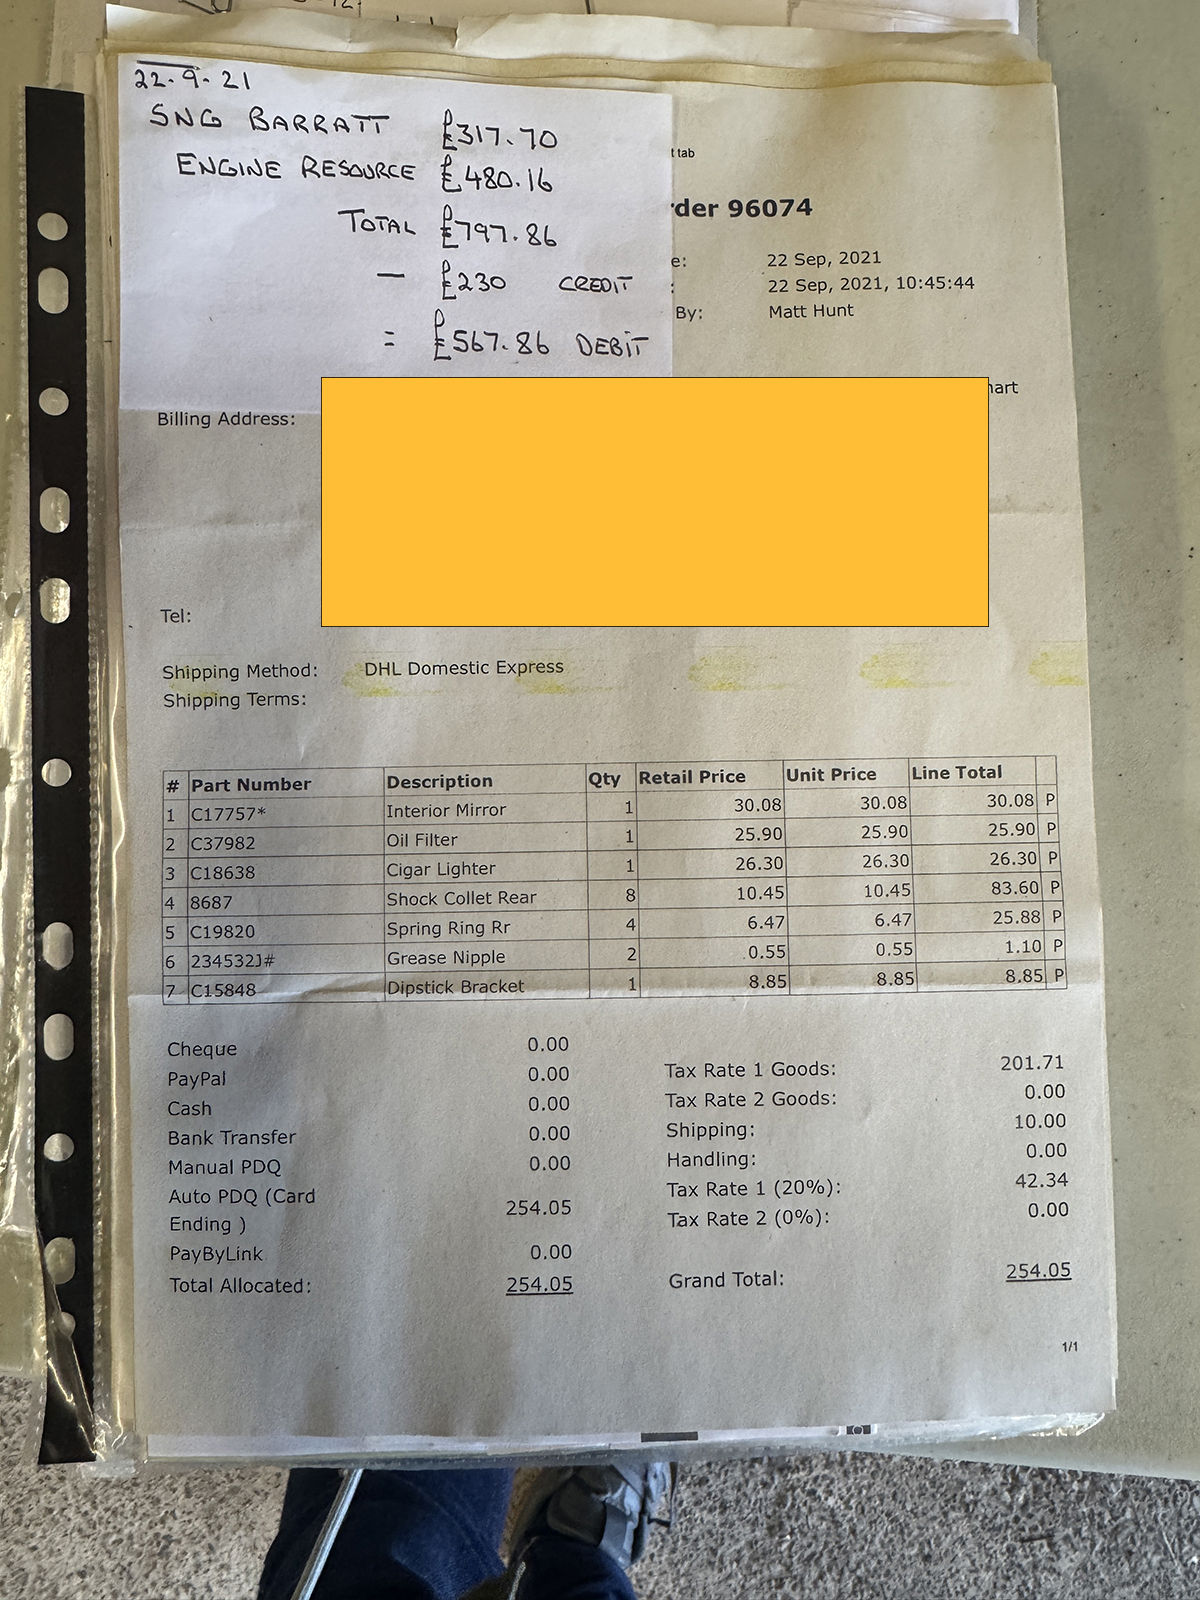 22-9-21
SNG BARRATT £317.70
ENGINE RESOURCE £480.16
TOTAL £797.86
— £230 CREDIT
= £567.86 DEBIT
t tab
rder 96074
e: 22 Sep, 2021
: 22 Sep, 2021, 10:45:44
By: Matt Hunt
hart
Billing Address:
Tel:
Shipping Method: DHL Domestic Express
Shipping Terms:
# Part Number Description Qty Retail Price Unit Price Line Total
1 C17757* Interior Mirror 1 30.08 30.08 30.08 P
2 C37982 Oil Filter 1 25.90 25.90 25.90 P
3 C18638 Cigar Lighter 1 26.30 26.30 26.30 P
4 8687 Shock Collet Rear 8 10.45 10.45 83.60 P
5 C19820 Spring Ring Rr 4 6.47 6.47 25.88 P
6 234532J# Grease Nipple 2 0.55 0.55 1.10 P
7 C15848 Dipstick Bracket 1 8.85 8.85 8.85 P
Cheque 0.00
PayPal 0.00
Cash 0.00
Bank Transfer 0.00
Manual PDQ 0.00
Auto PDQ (Card
Ending ) 254.05
PayByLink 0.00
Total Allocated: 254.05
Tax Rate 1 Goods: 201.71
Tax Rate 2 Goods: 0.00
Shipping: 10.00
Handling: 0.00
Tax Rate 1 (20%): 42.34
Tax Rate 2 (0%): 0.00
Grand Total: 254.05
1/1